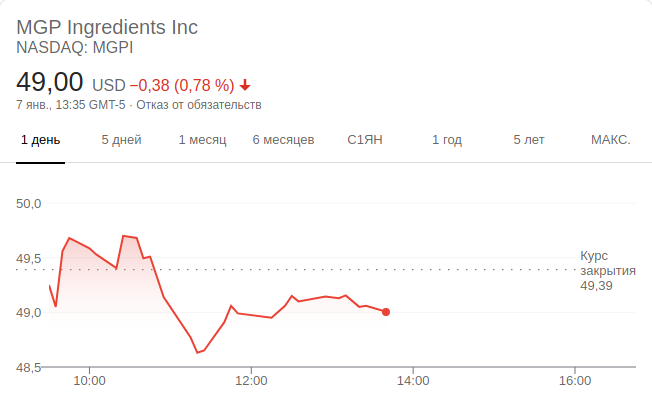 MGP Ingredients Inc
NASDAQ: MGPI
49,00 USD −0,38 (0,78 %)
7 янв., 13:35 GMT-5 · Отказ от обязательств
1 день 5 дней 1 месяц 6 месяцев С1ЯН 1 год 5 лет МАКС.
50,0
49,5
49,0
48,5
Курс
закрытия
49,39
10:00 12:00 14:00 16:00